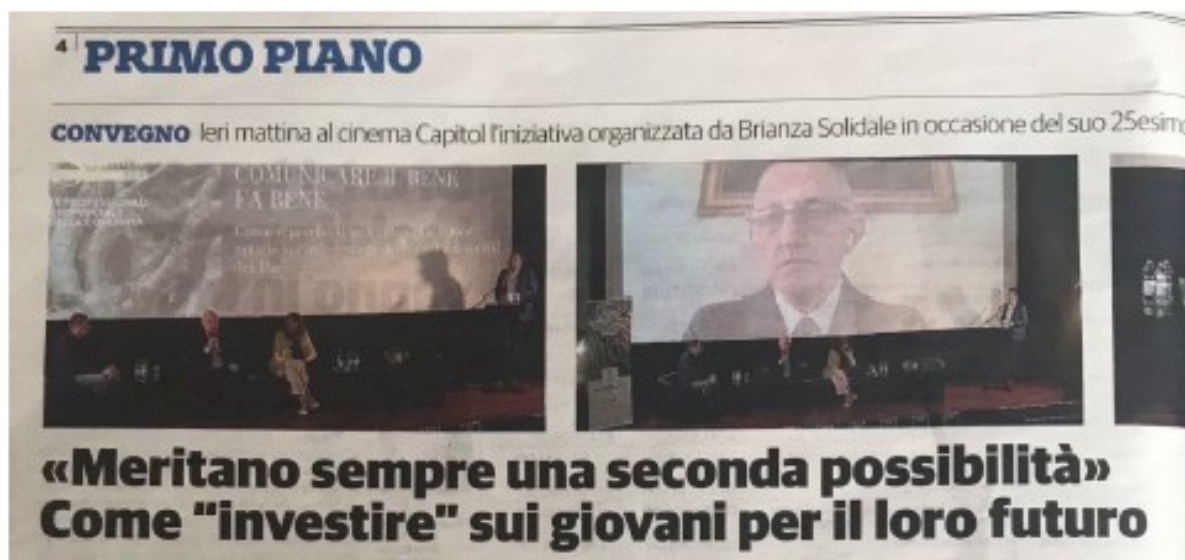 4 PRIMO PIANO
CONVEGNO Ieri mattina al cinema Capitol l'iniziativa organizzata da Brianza Solidale in occasione del suo 25esimo
COMUNICARE IL BENE
FA BENE
«Meritano sempre una seconda possibilità»
Come "investire" sui giovani per il loro futuro